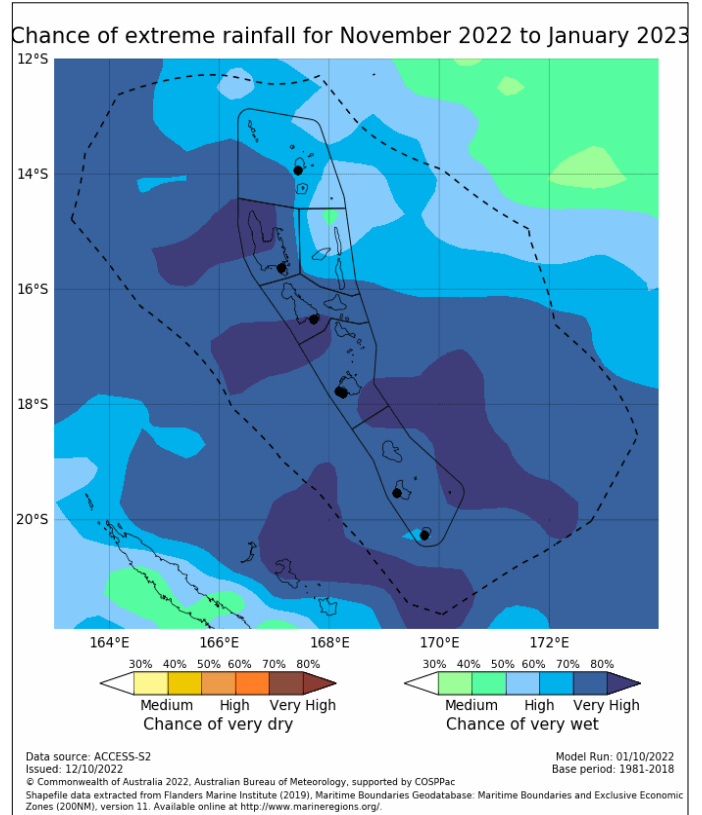 Chance of extreme rainfall for November 2022 to January 2023
12°S
14°S
16°S
18°S
20°S
164°E 166°E 168°E 170°E 172°E
30% 40% 50% 60% 70% 80%
Medium High Very High
Chance of very dry
30% 40% 50% 60% 70% 80%
Medium High Very High
Chance of very wet
Data source: ACCESS-S2
Issued: 12/10/2022
Model Run: 01/10/2022
Base period: 1981-2018
© Commonwealth of Australia 2022, Australian Bureau of Meteorology, supported by COSPPac
Shapefile data extracted from Flanders Marine Institute (2019), Maritime Boundaries Geodatabase: Maritime Boundaries and Exclusive Economic
Zones (200NM), version 11. Available online at http://www.marineregions.org/.